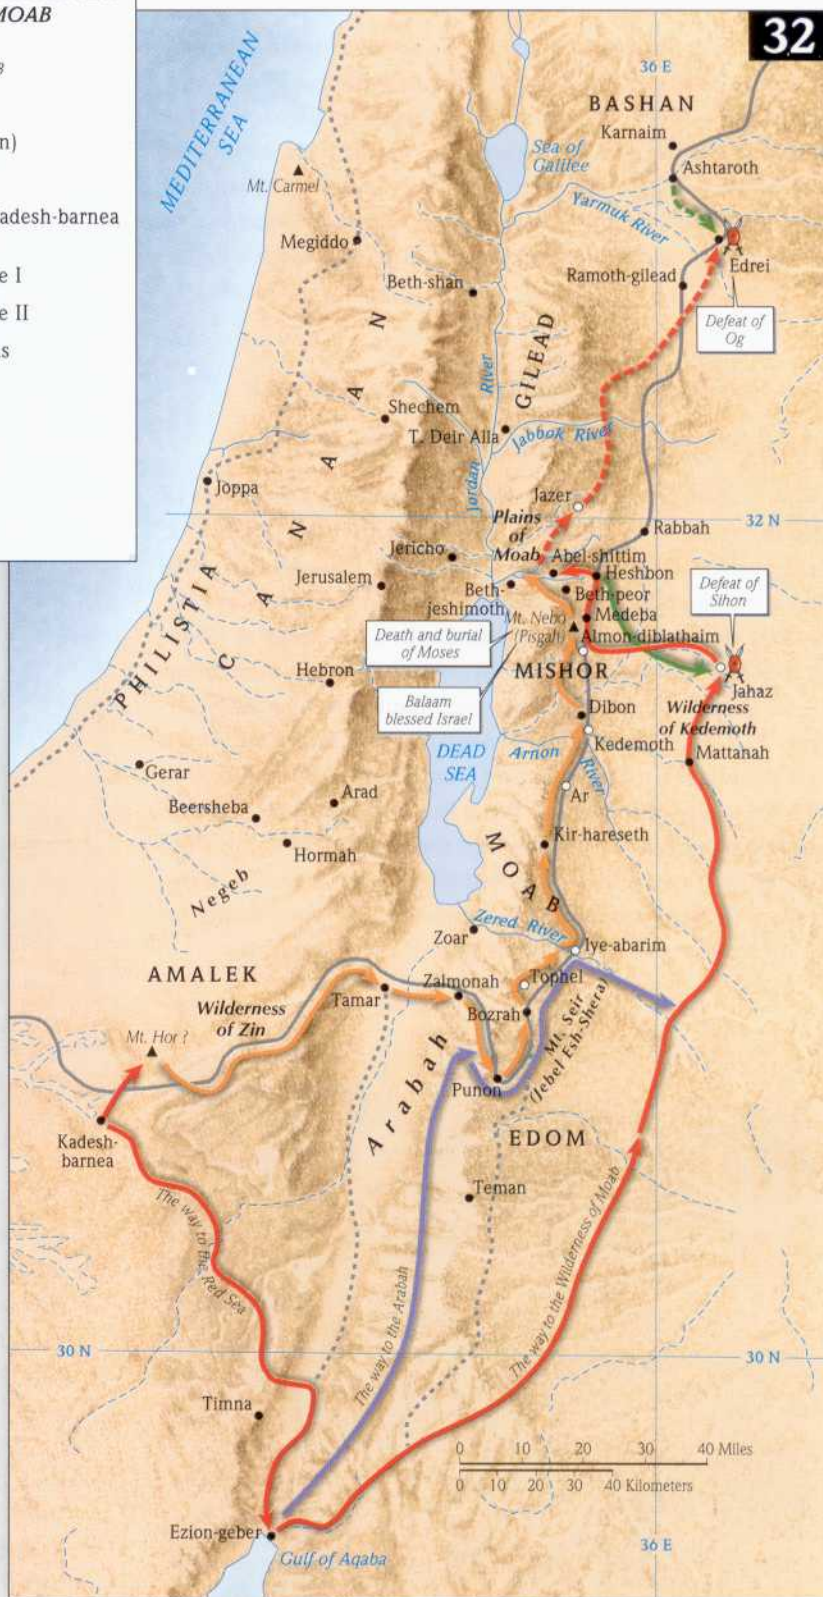 MOAB
n)
adesh-barnea
e I
e II
s
32
36 E
MEDITERRANEAN
SEA
BASHAN
Karnaim
Ashtaroth
Sea of
Galilee
Mt. Carmel
Yarmuk River
Megiddo
Edrei
Beth-shan
Ramoth-gilead
Defeat of
Og
GILEAD
River
Jordan
Shechem
T. Deir Alla
Jabbok River
CANAAN
Joppa
Jazer
32 N
Plains
of
Moab
Rabbah
Jericho
Abel-shittim
Heshbon
Jerusalem
Beth-
jeshimoth
Beth-peor
Defeat of
Sihon
Medeba
Mt. Nebo
(Pisgah)
Death and burial
of Moses
Almon-diblathaim
PHILISTIA
MISHOR
Hebron
Jahaz
Balaam
blessed Israel
Dibon
Wilderness
of Kedemoth
Kedemoth
DEAD
SEA
Arnon
River
Mattanah
Gerar
Ar
Arad
Beersheba
Kir-hareseth
Hormah
MOAB
Negeb
Zered River
Zoar
Iye-abarim
AMALEK
Zalmonah
Tophel
Tamar
Wilderness
of Zin
Bozrah
Mt. Seir
(Jebel Esh-Shera)
Mt. Hor ?
Arabah
Punon
Kadesh-
barnea
EDOM
Teman
The way to the Red Sea
The way to the Arabah
The way to the Wilderness of Moab
30 N
30 N
Timna
0 10 20 30 40 Miles
0 10 20 30 40 Kilometers
Ezion-geber
Gulf of Aqaba
36 E